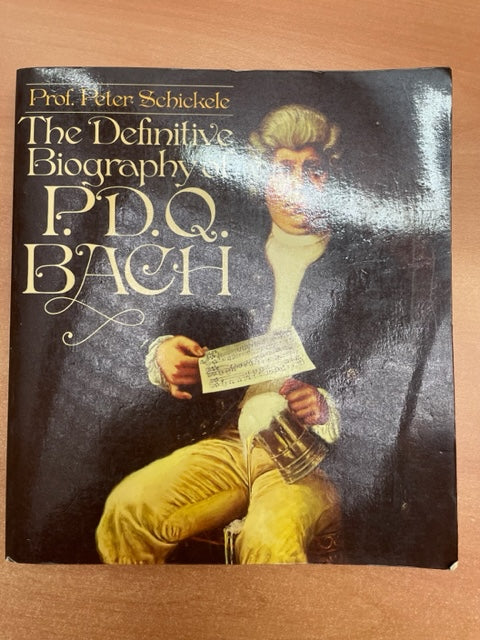 Prof. Peter Schickele
The Definitive
Biography of
P.D.Q.
BACH